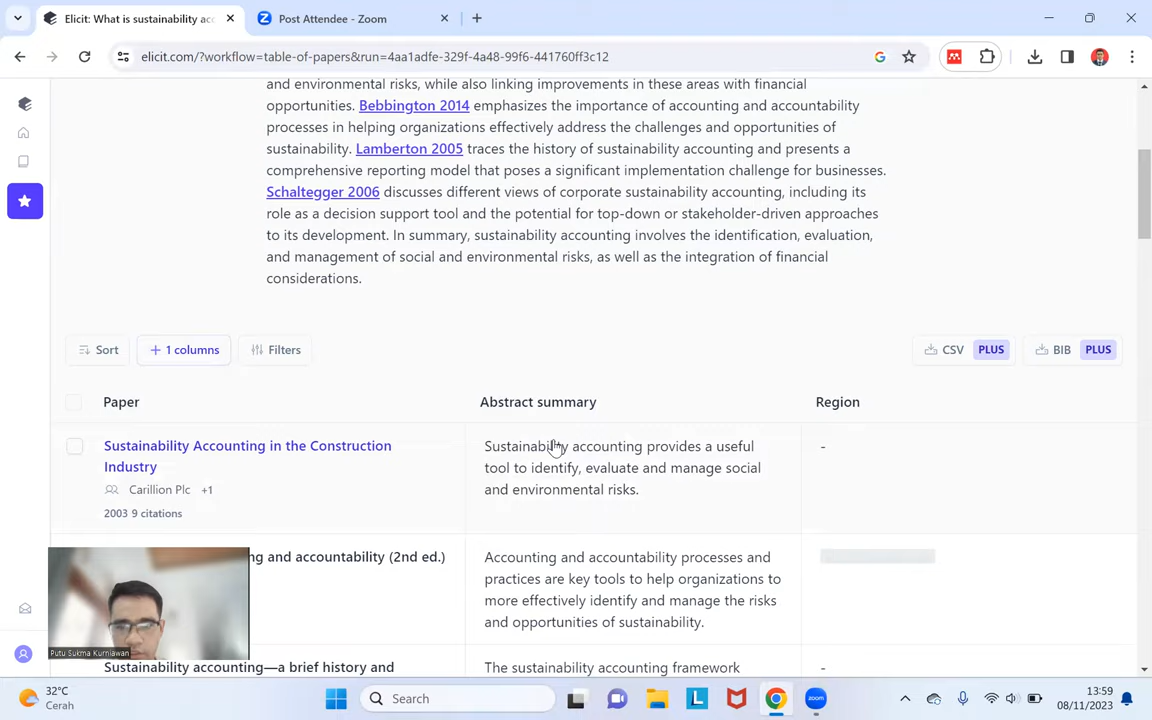 Elicit: What is sustainability acc
Post Attendee - Zoom
elicit.com/?workflow=table-of-papers&run=4aa1adfe-329f-4a48-99f6-441760ff3c12
and environmental risks, while also linking improvements in these areas with financial
opportunities. Bebbington 2014 emphasizes the importance of accounting and accountability
processes in helping organizations effectively address the challenges and opportunities of
sustainability. Lamberton 2005 traces the history of sustainability accounting and presents a
comprehensive reporting model that poses a significant implementation challenge for businesses.
Schaltegger 2006 discusses different views of corporate sustainability accounting, including its
role as a decision support tool and the potential for top-down or stakeholder-driven approaches
to its development. In summary, sustainability accounting involves the identification, evaluation,
and management of social and environmental risks, as well as the integration of financial
considerations.
Sort + 1 columns Filters CSV PLUS BIB PLUS
Paper Abstract summary Region
Sustainability Accounting in the Construction
Industry
Carillion Plc +1
2003 9 citations
Sustainability accounting provides a useful
tool to identify, evaluate and manage social
and environmental risks.
-
ng and accountability (2nd ed.)
Accounting and accountability processes and
practices are key tools to help organizations to
more effectively identify and manage the risks
and opportunities of sustainability.
Sustainability accounting—a brief history and
The sustainability accounting framework
-
Putu Sukma Kurniawan
32°C
Cerah
Search
zoom
13:59
08/11/2023